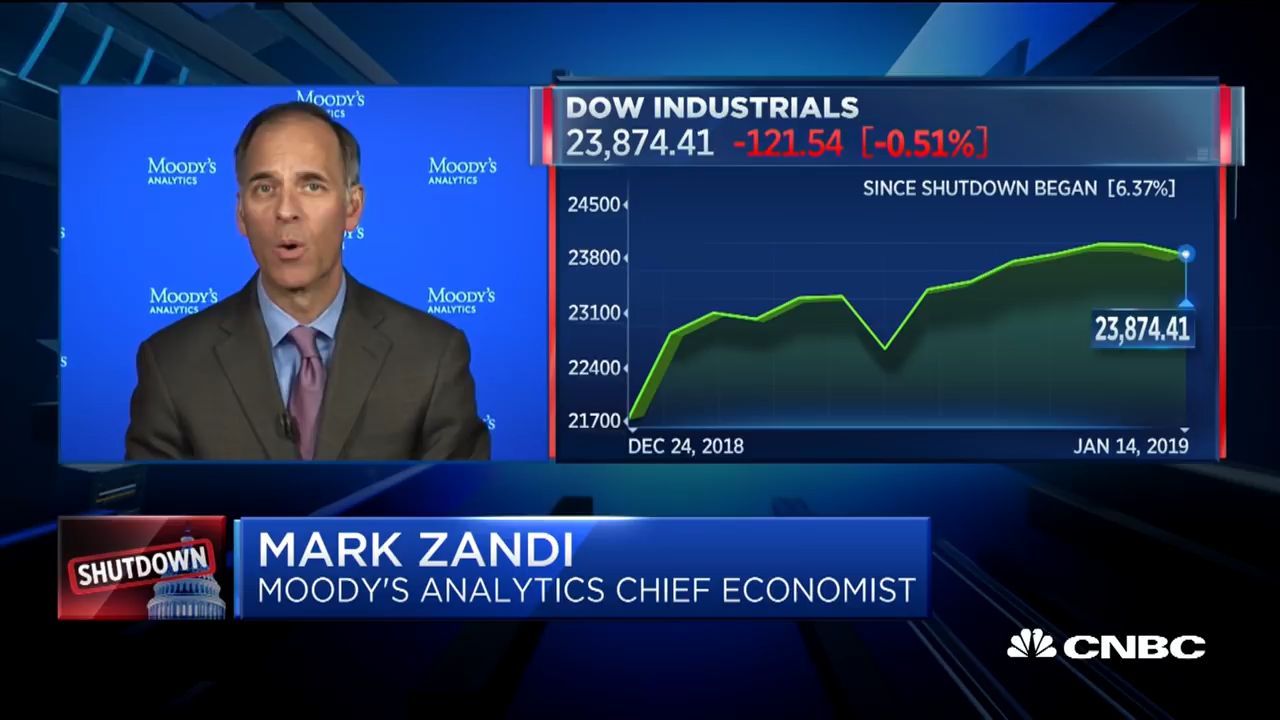 MOODY'S
MOODY'S
ANALYTICS
MOODY'S
ANALYTICS
MOODY'S
ANALYTICS
MOODY'S
ANALYTICS
DOW INDUSTRIALS
23,874.41 -121.54 [-0.51%]
SINCE SHUTDOWN BEGAN [6.37%]
24500
23800
23100
22400
21700
23,874.41
DEC 24, 2018 JAN 14, 2019
SHUTDOWN
MARK ZANDI
MOODY'S ANALYTICS CHIEF ECONOMIST
CNBC